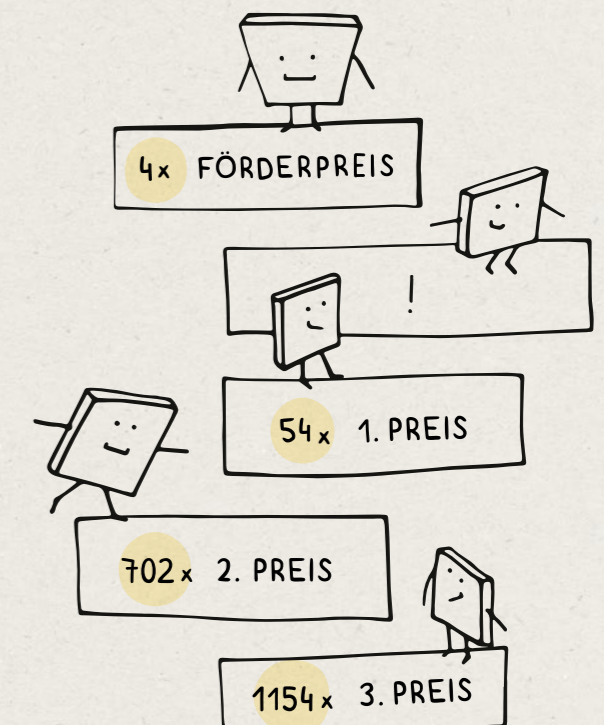 4x FÖRDERPREIS
!
54x 1. PREIS
702x 2. PREIS
1154x 3. PREIS